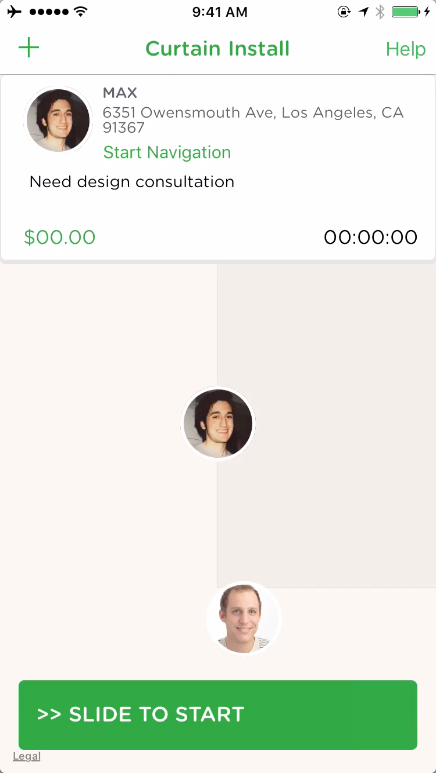 9:41 AM
+ Curtain Install Help
MAX
6351 Owensmouth Ave, Los Angeles, CA
91367
Start Navigation
Need design consultation
$00.00 00:00:00
>> SLIDE TO START
Legal